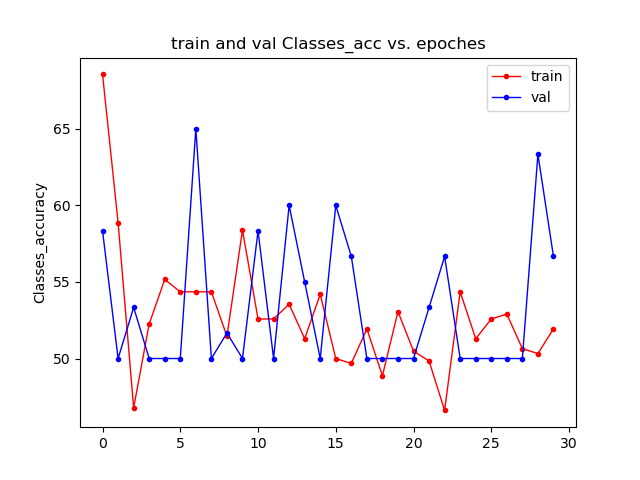 train and val Classes_acc vs. epoches
train
val
Classes_accuracy
65
60
55
50
0 5 10 15 20 25 30